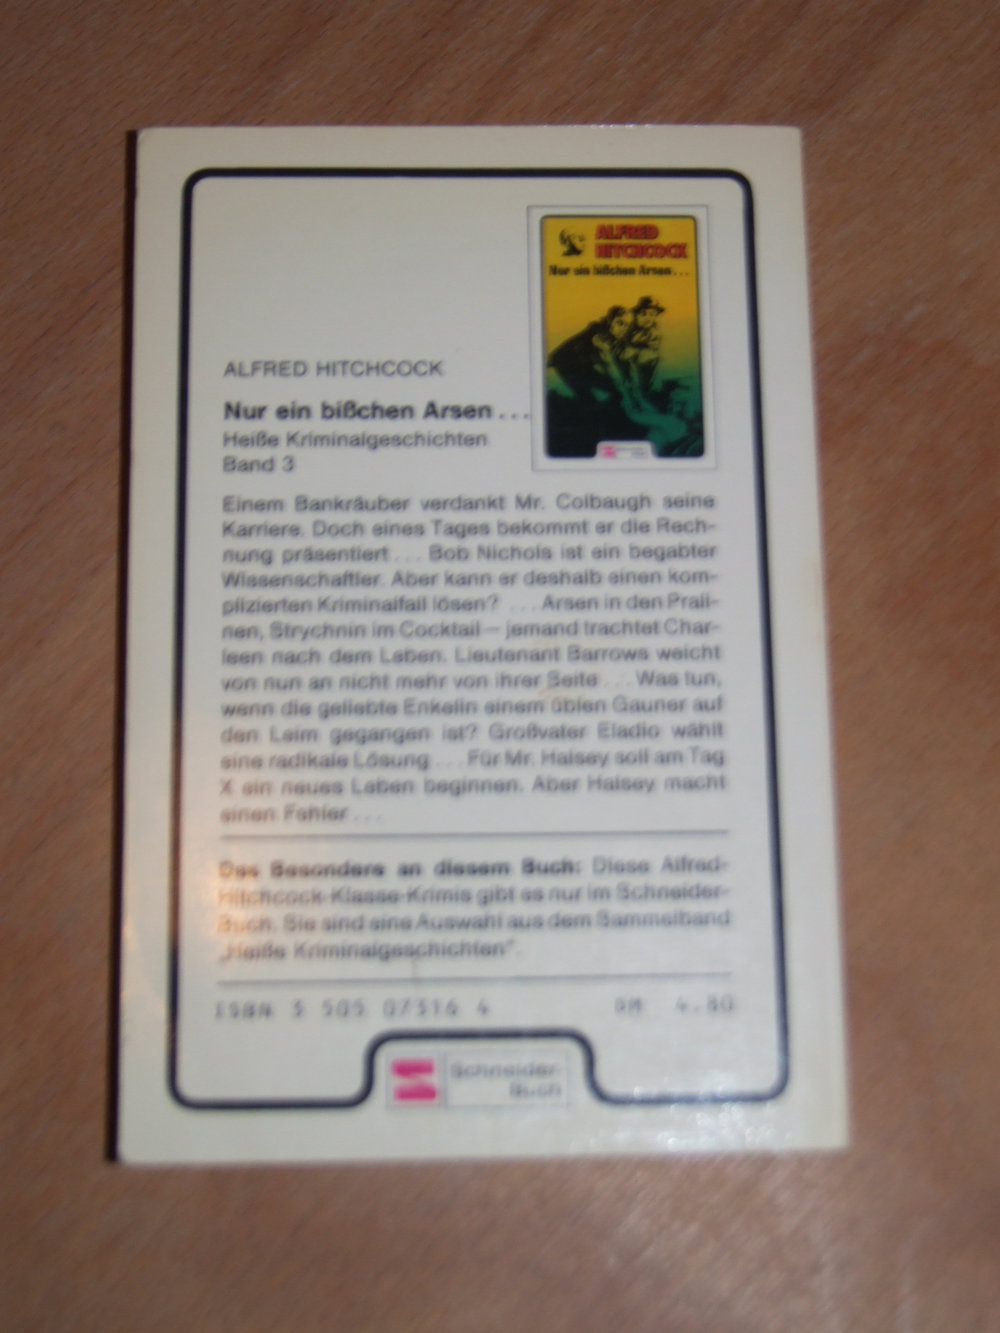 ALFRED
HITCHCOCK
Nur ein bißchen Arsen...
ALFRED HITCHCOCK
Nur ein bißchen Arsen...
Heiße Kriminalgeschichten
Band 3
Einem Bankräuber verdankt Mr. Colbaugh seine
Karriere. Doch eines Tages bekommt er die Rech-
nung präsentiert ... Bob Nichols ist ein begabter
Wissenschaftler. Aber kann er deshalb einen kom-
plizierten Kriminalfall lösen? ... Arsen in den Prali-
nen, Strychnin im Cocktail – jemand trachtet Char-
leen nach dem Leben. Lieutenant Barrows weicht
von nun an nicht mehr von ihrer Seite ... Was tun,
wenn die geliebte Enkelin einem üblen Gauner auf
den Leim gegangen ist? Großvater Eladio wählt
eine radikale Lösung ... Für Mr. Halsey soll am Tag
X ein neues Leben beginnen. Aber Halsey macht
einen Fehler ...
Das Besondere an diesem Buch: Diese Alfred-
Hitchcock-Klasse-Krimis gibt es nur im Schneider-
Buch. Sie sind eine Auswahl aus dem Sammelband
„Heiße Kriminalgeschichten".
ISBN 3 505 07316 4 DM 4.80
Schneider-
Buch